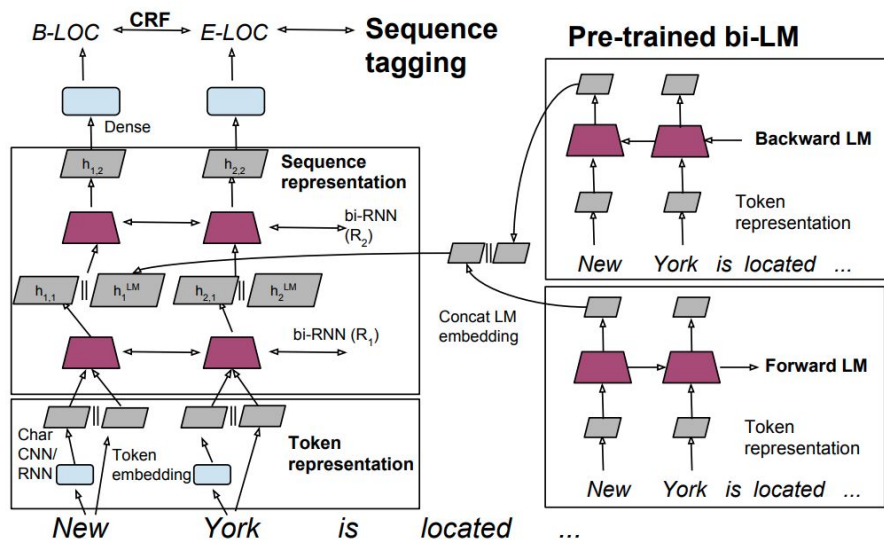 B-LOC
CRF
E-LOC
Sequence
tagging
Dense
h1,2
h2,2
Sequence
representation
bi-RNN
(R2)
h1,1
||
h1LM
h2,1
||
h2LM
bi-RNN (R1)
||
||
Char
CNN/
RNN
Token
embedding
Token
representation
New York is located ...
||
Concat LM
embedding
Pre-trained bi-LM
Backward LM
Token
representation
New York is located ...
Forward LM
Token
representation
New York is located ...